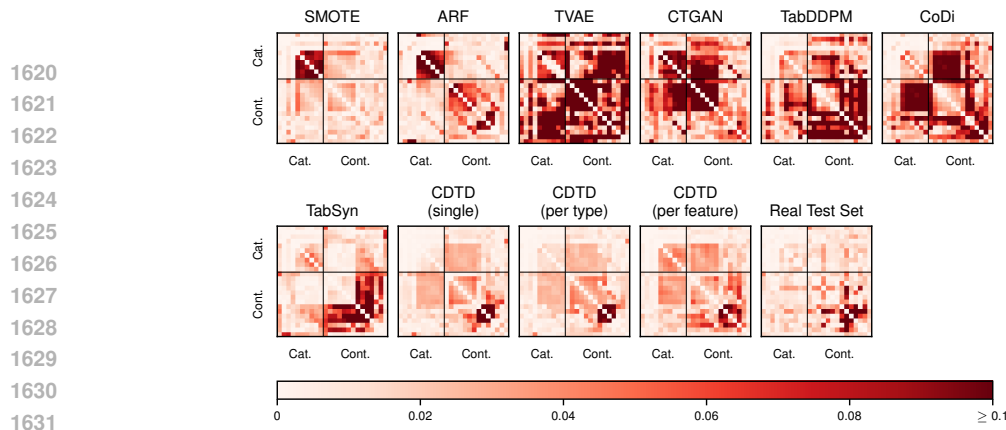 SMOTE ARF TVAE CTGAN TabDDPM CoDi
Cat.
Cont.
Cat. Cont. Cat. Cont. Cat. Cont. Cat. Cont. Cat. Cont. Cat. Cont.
TabSyn CDTD (single) CDTD (per type) CDTD (per feature) Real Test Set
Cat.
Cont.
Cat. Cont. Cat. Cont. Cat. Cont. Cat. Cont. Cat. Cont.
0 0.02 0.04 0.06 0.08 ≥ 0.1
1620
1621
1622
1623
1624
1625
1626
1627
1628
1629
1630
1631